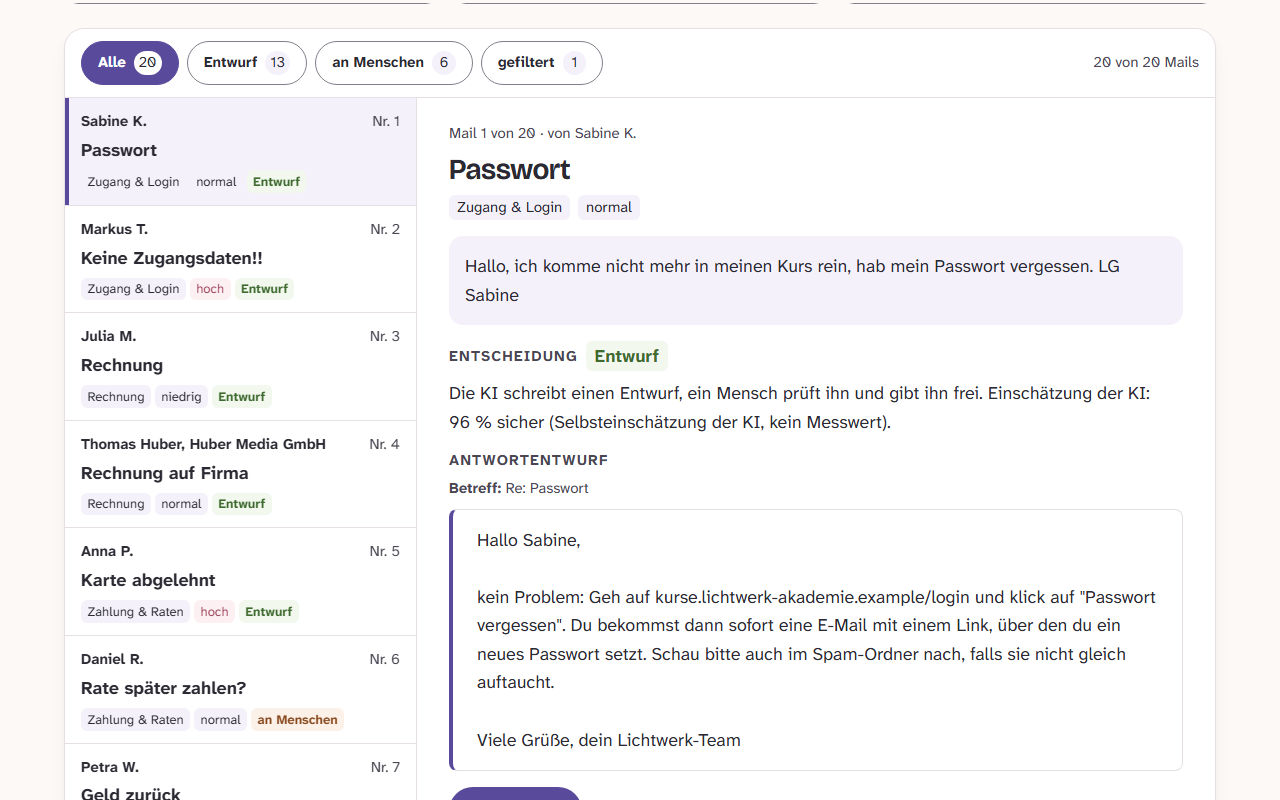 Alle 20 Entwurf 13 an Menschen 6 gefiltert 1 20 von 20 Mails
Sabine K. Nr. 1
Passwort
Zugang & Login normal Entwurf
Markus T. Nr. 2
Keine Zugangsdaten!!
Zugang & Login hoch Entwurf
Julia M. Nr. 3
Rechnung
Rechnung niedrig Entwurf
Thomas Huber, Huber Media GmbH Nr. 4
Rechnung auf Firma
Rechnung normal Entwurf
Anna P. Nr. 5
Karte abgelehnt
Zahlung & Raten hoch Entwurf
Daniel R. Nr. 6
Rate später zahlen?
Zahlung & Raten normal an Menschen
Petra W. Nr. 7
Geld zurück
Mail 1 von 20 · von Sabine K.
Passwort
Zugang & Login normal
Hallo, ich komme nicht mehr in meinen Kurs rein, hab mein Passwort vergessen. LG
Sabine
ENTSCHEIDUNG Entwurf
Die KI schreibt einen Entwurf, ein Mensch prüft ihn und gibt ihn frei. Einschätzung der KI:
96 % sicher (Selbsteinschätzung der KI, kein Messwert).
ANTWORTENTWURF
Betreff: Re: Passwort
Hallo Sabine,
kein Problem: Geh auf kurse.lichtwerk-akademie.example/login und klick auf "Passwort
vergessen". Du bekommst dann sofort eine E-Mail mit einem Link, über den du ein
neues Passwort setzt. Schau bitte auch im Spam-Ordner nach, falls sie nicht gleich
auftaucht.
Viele Grüße, dein Lichtwerk-Team